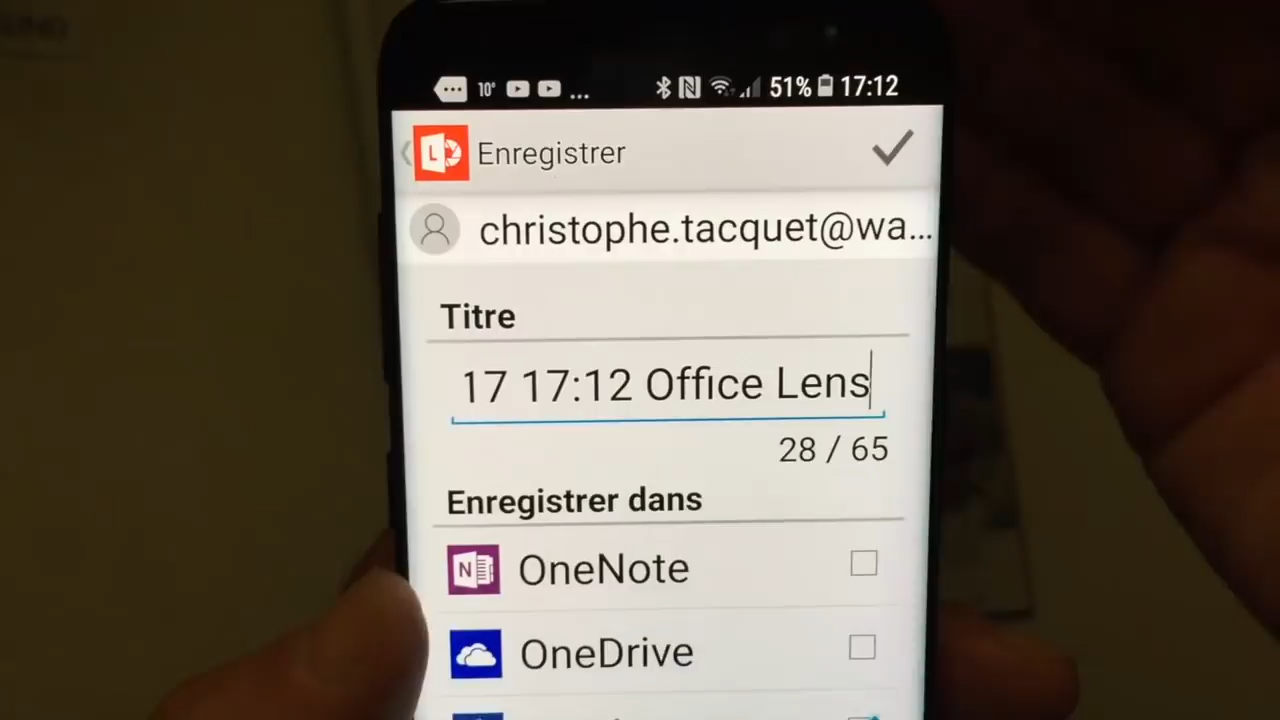 10° ... 51% 17:12
L Enregistrer
christophe.tacquet@wa...
Titre
17 17:12 Office Lens
28 / 65
Enregistrer dans
N OneNote
OneDrive